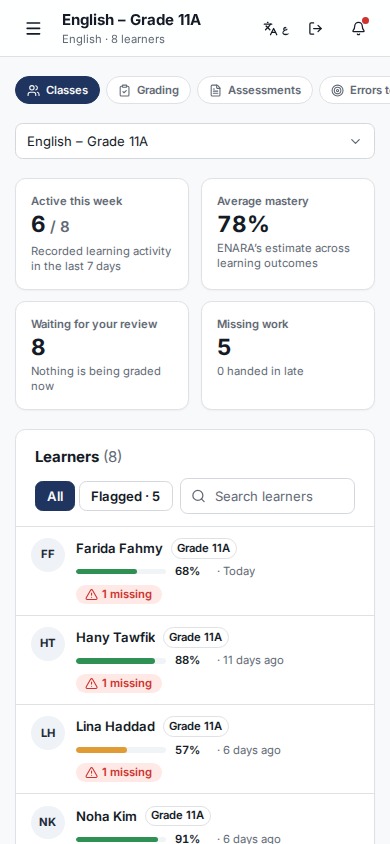 English – Grade 11A
English · 8 learners
ع
Classes
Grading
Assessments
Errors t
English – Grade 11A
Active this week
6 / 8
Recorded learning activity
in the last 7 days
Average mastery
78%
ENARA's estimate across
learning outcomes
Waiting for your review
8
Nothing is being graded
now
Missing work
5
0 handed in late
Learners (8)
All
Flagged · 5
Search learners
FF
Farida Fahmy
Grade 11A
68%
· Today
1 missing
HT
Hany Tawfik
Grade 11A
88%
· 11 days ago
1 missing
LH
Lina Haddad
Grade 11A
57%
· 6 days ago
1 missing
NK
Noha Kim
Grade 11A
91%
· 6 days ago